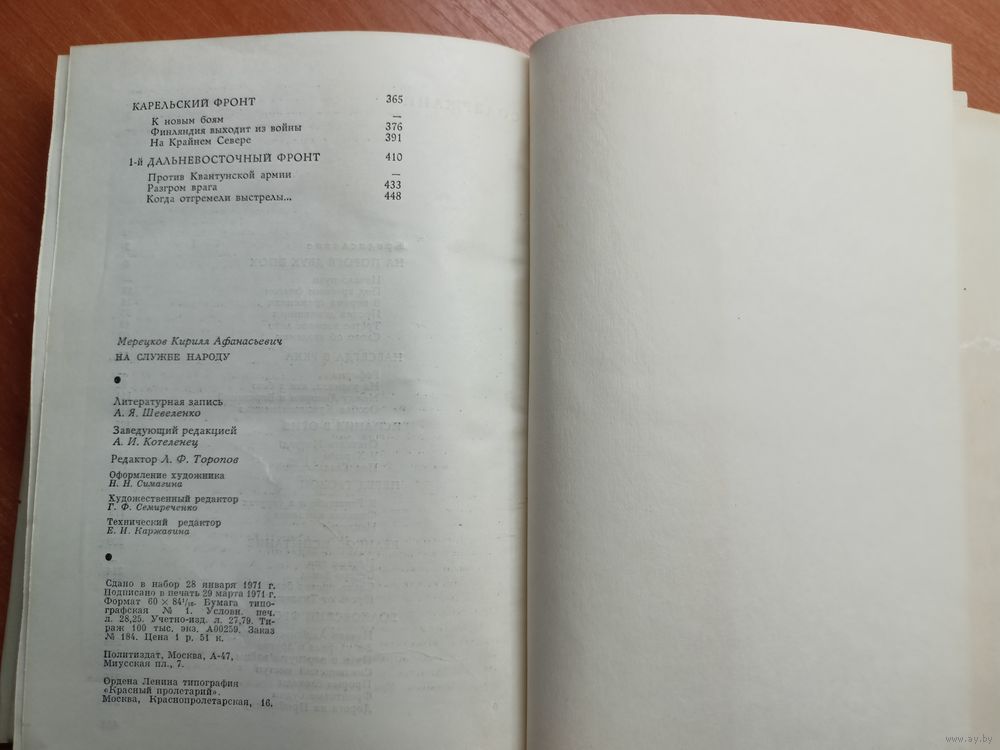 КАРЕЛЬСКИЙ ФРОНТ 365
К новым боям —
Финляндия выходит из войны 376
На Крайнем Севере 391
1-й ДАЛЬНЕВОСТОЧНЫЙ ФРОНТ 410
Против Квантунской армии —
Разгром врага 433
Когда отгремели выстрелы... 448
Мерецков Кирилл Афанасьевич
НА СЛУЖБЕ НАРОДУ
Литературная запись
А. Я. Шевеленко
Заведующий редакцией
А. И. Котеленец
Редактор Л. Ф. Торопов
Оформление художника
Н. Н. Симагина
Художественный редактор
Г. Ф. Семиреченко
Технический редактор
Е. И. Каржавина
Сдано в набор 28 января 1971 г.
Подписано в печать 29 марта 1971 г.
Формат 60 × 84¹/₁₆. Бумага типо-
графская № 1. Условн. печ.
л. 28,25. Учетно-изд. л. 27,79. Ти-
раж 100 тыс. экз. А00259. Заказ
№ 184. Цена 1 р. 51 к.
Политиздат, Москва, А-47,
Миусская пл., 7.
Ордена Ленина типография
«Красный пролетарий».
Москва, Краснопролетарская, 16.
www.ay.by